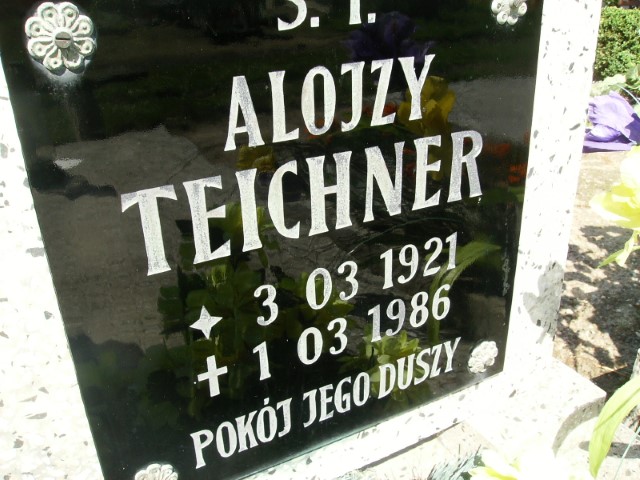 Ś. P.
ALOJZY
TEICHNER
3 03 1921
1 03 1986
POKÓJ JEGO DUSZY